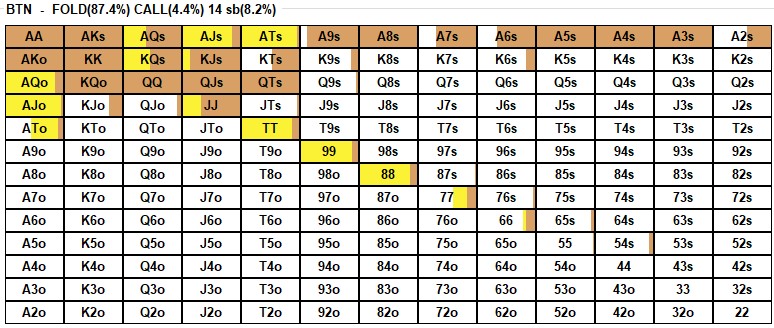 BTN - FOLD(87.4%) CALL(4.4%) 14 sb(8.2%)
AA AKs AQs AJs ATs A9s A8s A7s A6s A5s A4s A3s A2s
AKo KK KQs KJs KTs K9s K8s K7s K6s K5s K4s K3s K2s
AQo KQo QQ QJs QTs Q9s Q8s Q7s Q6s Q5s Q4s Q3s Q2s
AJo KJo QJo JJ JTs J9s J8s J7s J6s J5s J4s J3s J2s
ATo KTo QTo JTo TT T9s T8s T7s T6s T5s T4s T3s T2s
A9o K9o Q9o J9o T9o 99 98s 97s 96s 95s 94s 93s 92s
A8o K8o Q8o J8o T8o 98o 88 87s 86s 85s 84s 83s 82s
A7o K7o Q7o J7o T7o 97o 87o 77 76s 75s 74s 73s 72s
A6o K6o Q6o J6o T6o 96o 86o 76o 66 65s 64s 63s 62s
A5o K5o Q5o J5o T5o 95o 85o 75o 65o 55 54s 53s 52s
A4o K4o Q4o J4o T4o 94o 84o 74o 64o 54o 44 43s 42s
A3o K3o Q3o J3o T3o 93o 83o 73o 63o 53o 43o 33 32s
A2o K2o Q2o J2o T2o 92o 82o 72o 62o 52o 42o 32o 22